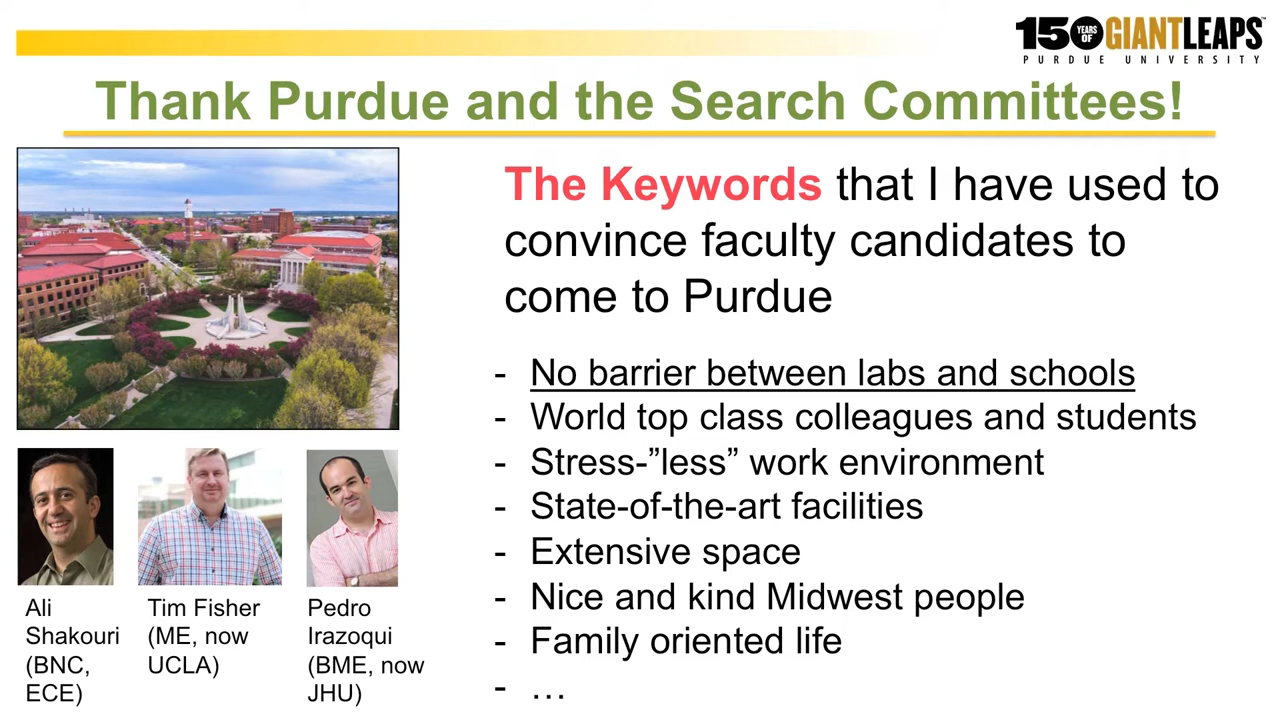 150 YEARS OF GIANTLEAPS™
PURDUE UNIVERSITY
Thank Purdue and the Search Committees!
The Keywords that I have used to
convince faculty candidates to
come to Purdue
- No barrier between labs and schools
- World top class colleagues and students
- Stress-”less” work environment
- State-of-the-art facilities
- Extensive space
- Nice and kind Midwest people
- Family oriented life
- …
Ali
Shakouri
(BNC,
ECE)
Tim Fisher
(ME, now
UCLA)
Pedro
Irazoqui
(BME, now
JHU)